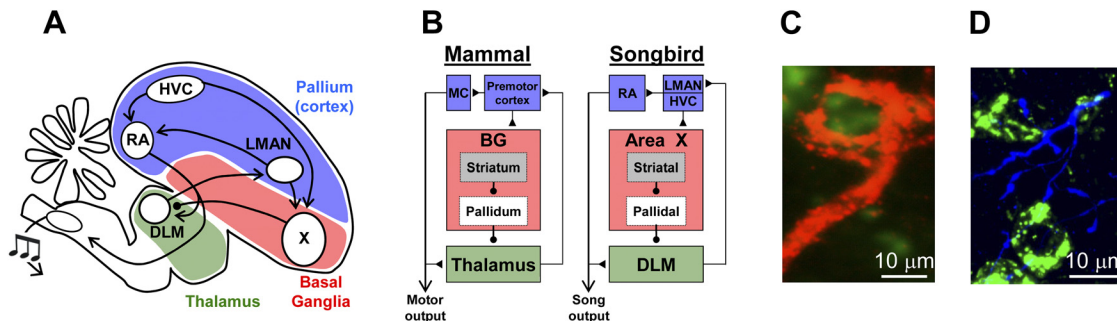 A
HVC
Pallium
(cortex)
RA
LMAN
DLM
X
Thalamus
Basal
Ganglia
B
Mammal
MC
Premotor
cortex
BG
Striatum
Pallidum
Thalamus
Motor
output
Songbird
RA
LMAN
HVC
Area X
Striatal
Pallidal
DLM
Song
output
C
10 μm
D
10 μm